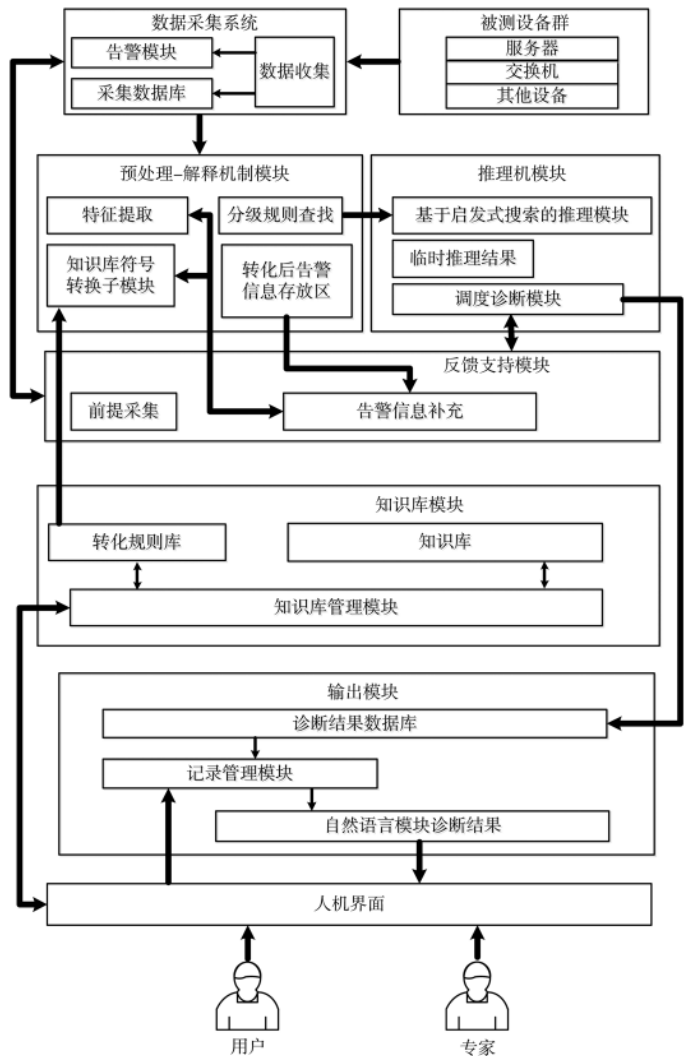 数据采集系统
告警模块
数据收集
采集数据库
被测设备群
服务器
交换机
其他设备
预处理-解释机制模块
特征提取
分级规则查找
知识库符号
转换子模块
转化后告警
信息存放区
推理机模块
基于启发式搜索的推理模块
临时推理结果
调度诊断模块
反馈支持模块
前提采集
告警信息补充
知识库模块
转化规则库
知识库
知识库管理模块
输出模块
诊断结果数据库
记录管理模块
自然语言模块诊断结果
人机界面
用户
专家